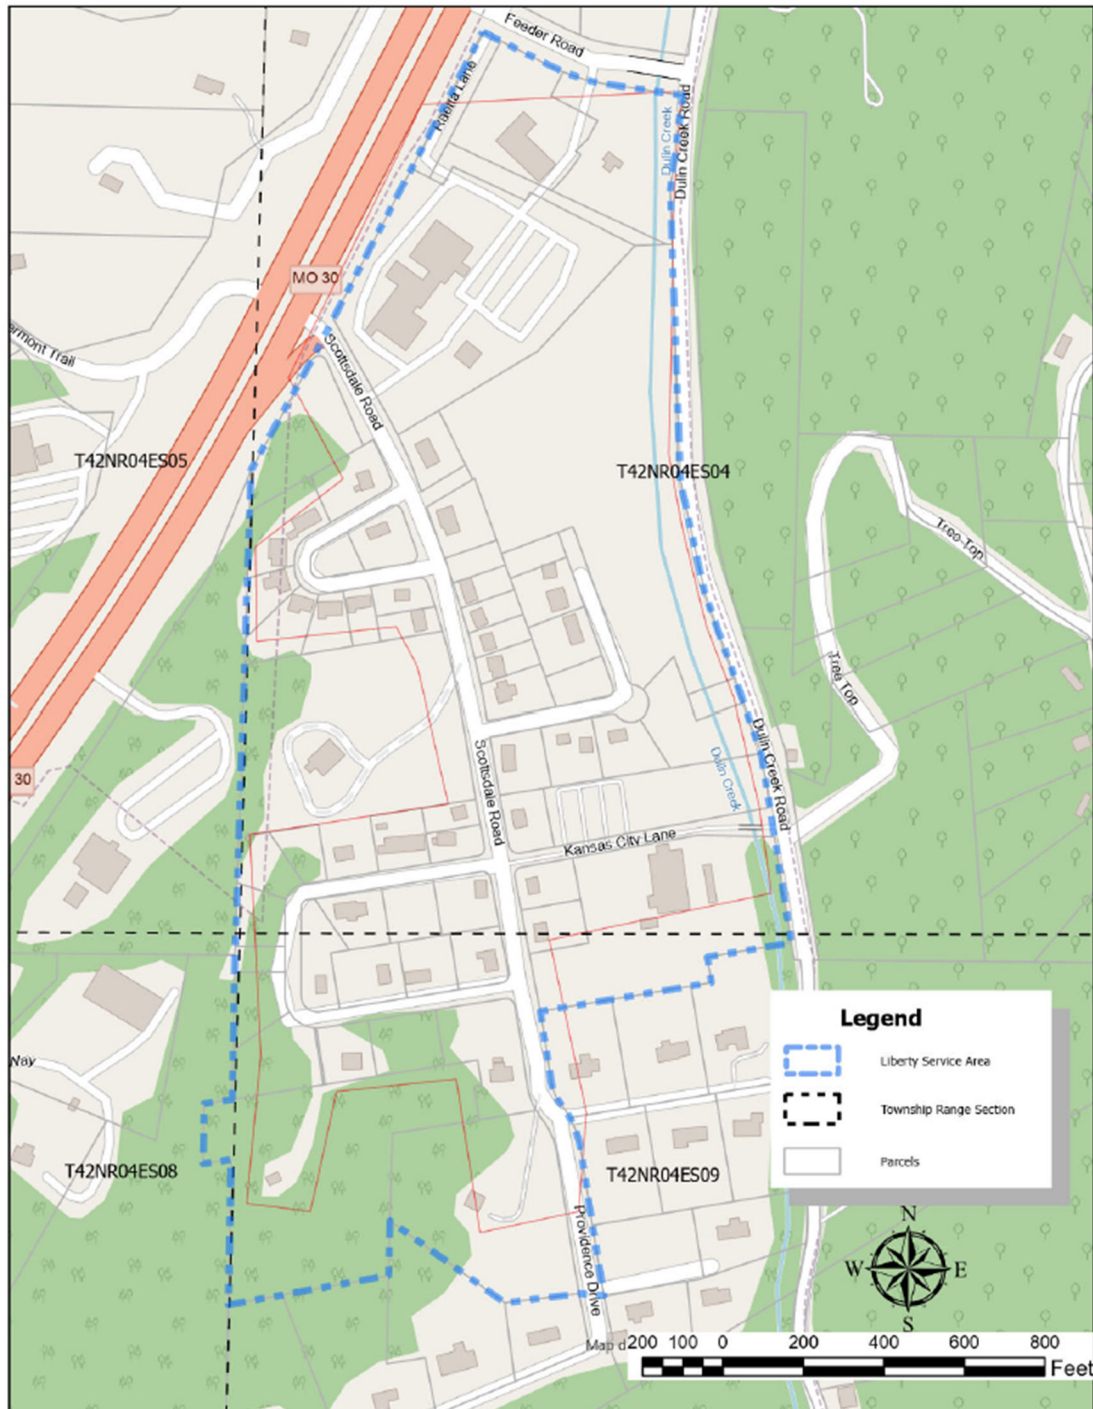 Feeder Road
Raeita Lane
Dulin Creek
Dulin Creek Road
MO 30
ermont Trail
Scottsdale Road
T42NR04ES05
T42NR04ES04
Tree Top
Tree Top
Dulin Creek Road
Dulin Creek
Scottsdale Road
30
Kansas City Lane
Legend
Liberty Service Area
Township Range Section
Parcels
Way
T42NR04ES08
T42NR04ES09
Providence Drive
N
W E
S
Map d
200 100 0 200 400 600 800
Feet